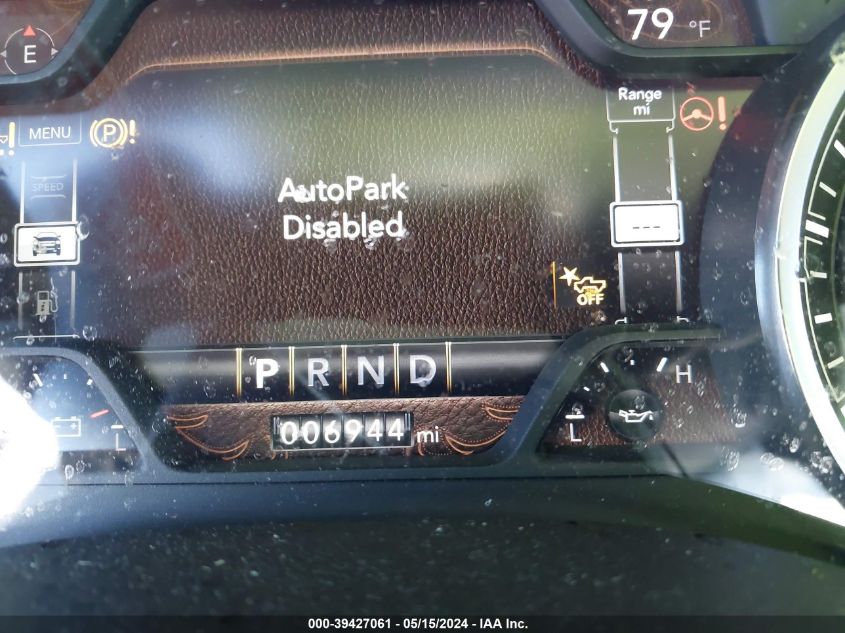 79 °F
E
Range
mi
MENU
P
!
!
SPEED
AutoPark
Disabled
---
OFF
P R N D
H
006944 mi
L
L
000-39427061 - 05/15/2024 - IAA Inc.